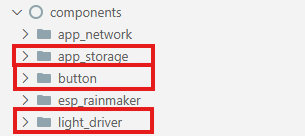 components
app_network
app_storage
button
esp_rainmaker
light_driver